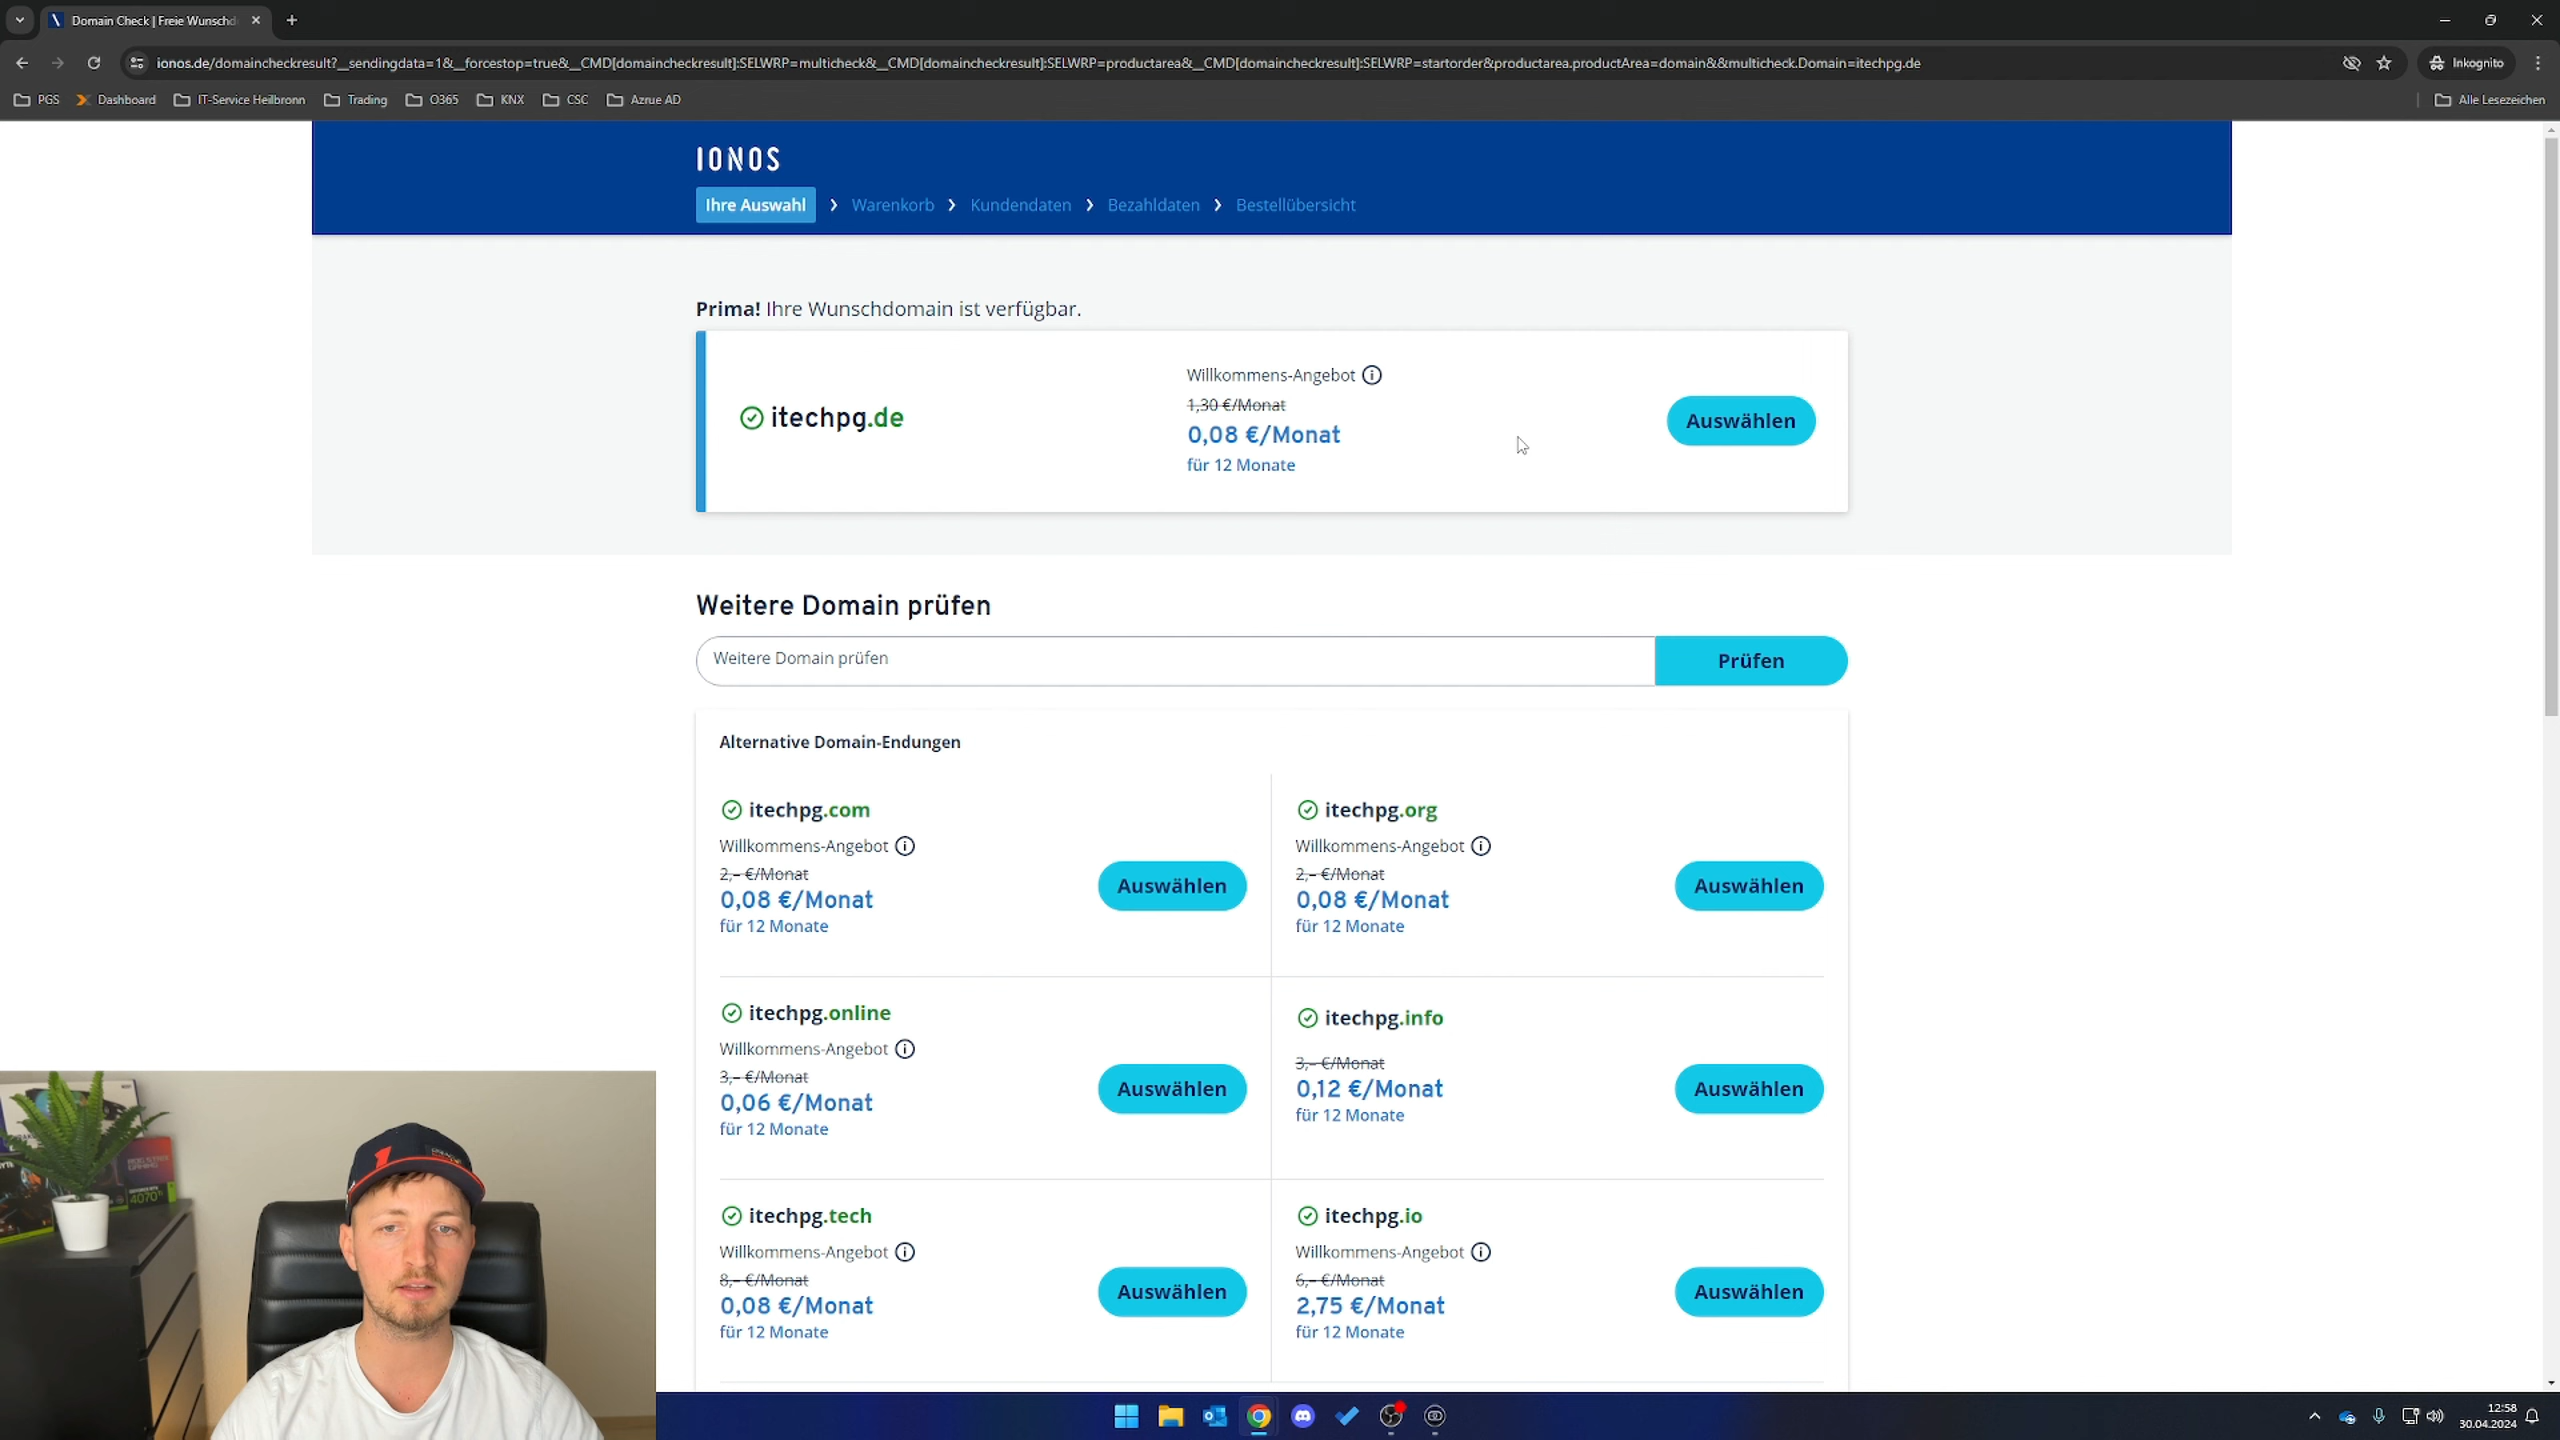 Domain Check | Freie Wunschd
ionos.de/domaincheckresult?__sendingdata=1&__forcestop=true&__CMD[domaincheckresult]:SELWRP=multicheck&__CMD[domaincheckresult]:SELWRP=productarea&__CMD[domaincheckresult]:SELWRP=startorder&productarea.productArea=domain&&multicheck.Domain=itechpg.de
Inkognito
PGS
Dashboard
IT-Service Heilbronn
Trading
O365
KNX
CSC
Azrue AD
Alle Lesezeichen
IONOS
Ihre Auswahl
Warenkorb
Kundendaten
Bezahldaten
Bestellübersicht
Prima! Ihre Wunschdomain ist verfügbar.
itechpg.de
Willkommens-Angebot
1,30 €/Monat
0,08 €/Monat
für 12 Monate
Auswählen
Weitere Domain prüfen
Weitere Domain prüfen
Prüfen
Alternative Domain-Endungen
itechpg.com
Willkommens-Angebot
2,– €/Monat
0,08 €/Monat
für 12 Monate
Auswählen
itechpg.org
Willkommens-Angebot
2,– €/Monat
0,08 €/Monat
für 12 Monate
Auswählen
itechpg.online
Willkommens-Angebot
3,– €/Monat
0,06 €/Monat
für 12 Monate
Auswählen
itechpg.info
3,– €/Monat
0,12 €/Monat
für 12 Monate
Auswählen
itechpg.tech
Willkommens-Angebot
8,– €/Monat
0,08 €/Monat
für 12 Monate
Auswählen
itechpg.io
Willkommens-Angebot
6,– €/Monat
2,75 €/Monat
für 12 Monate
Auswählen
4070 Ti
12:58
30.04.2024